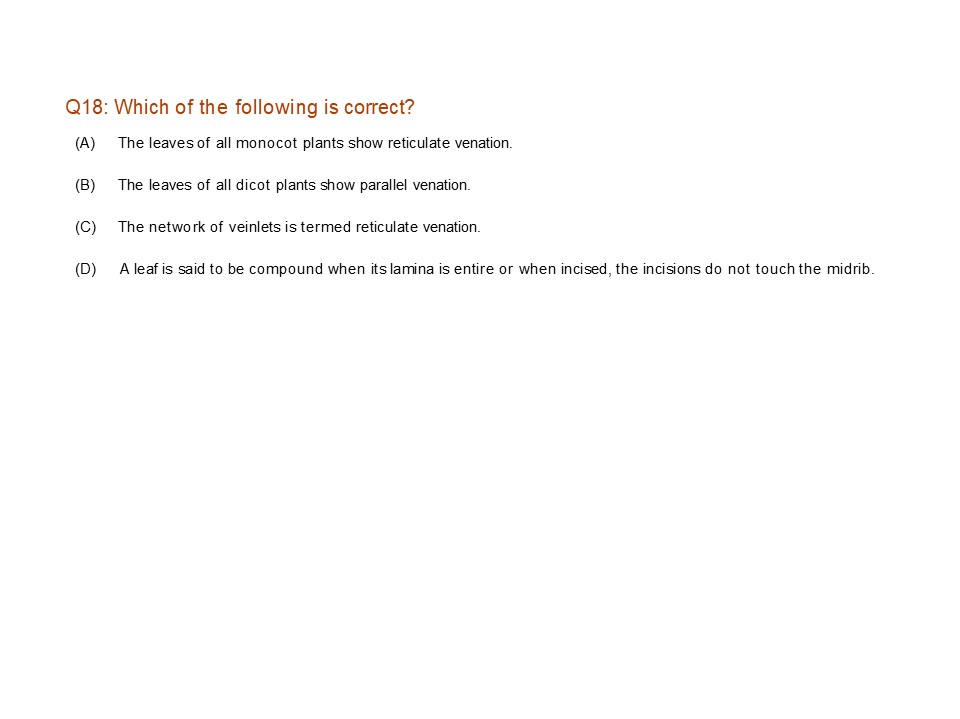 Q18: Which of the following is correct?
(A) The leaves of all monocot plants show reticulate venation.
(B) The leaves of all dicot plants show parallel venation.
(C) The network of veinlets is termed reticulate venation.
(D) A leaf is said to be compound when its lamina is entire or when incised, the incisions do not touch the midrib.